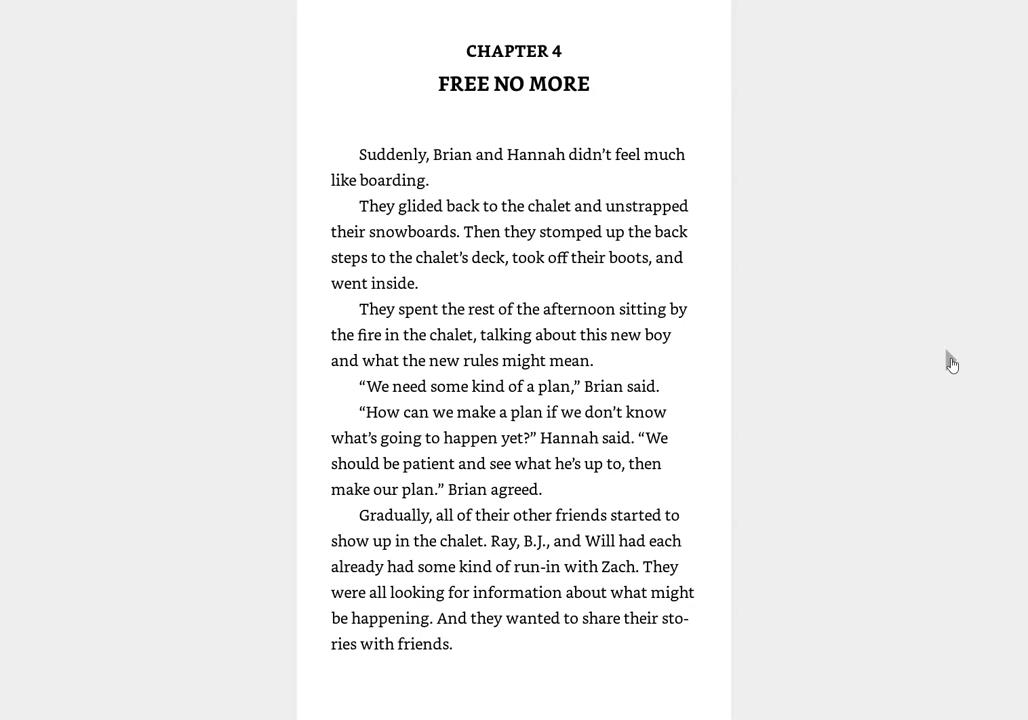 CHAPTER 4
FREE NO MORE
Suddenly, Brian and Hannah didn’t feel much
like boarding.
They glided back to the chalet and unstrapped
their snowboards. Then they stomped up the back
steps to the chalet’s deck, took off their boots, and
went inside.
They spent the rest of the afternoon sitting by
the fire in the chalet, talking about this new boy
and what the new rules might mean.
“We need some kind of a plan,” Brian said.
“How can we make a plan if we don’t know
what’s going to happen yet?” Hannah said. “We
should be patient and see what he’s up to, then
make our plan.” Brian agreed.
Gradually, all of their other friends started to
show up in the chalet. Ray, B.J., and Will had each
already had some kind of run-in with Zach. They
were all looking for information about what might
be happening. And they wanted to share their sto-
ries with friends.